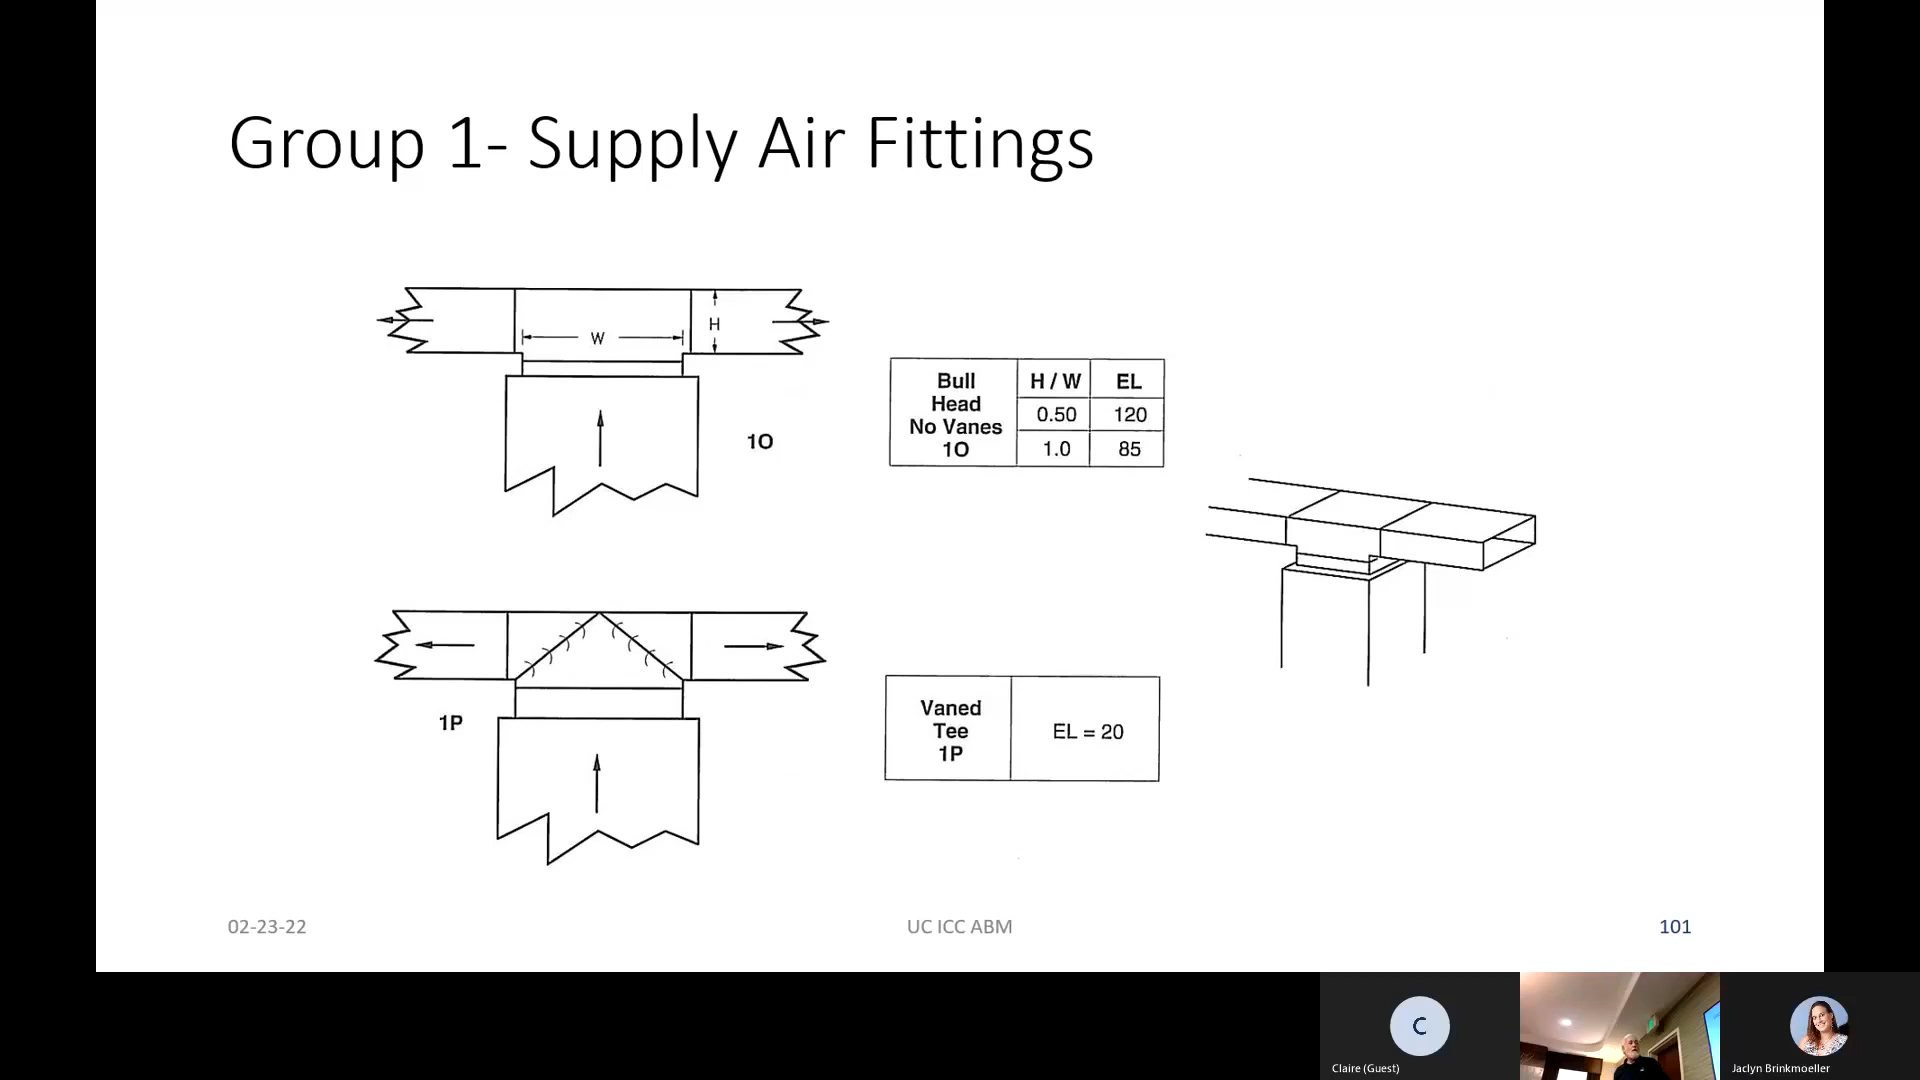 Group 1- Supply Air Fittings
H
W
1O
Bull
Head
No Vanes
1O
H / W
EL
0.50
120
1.0
85
1P
Vaned
Tee
1P
EL = 20
02-23-22
UC ICC ABM
101
C
Claire (Guest)
Jaclyn Brinkmoeller